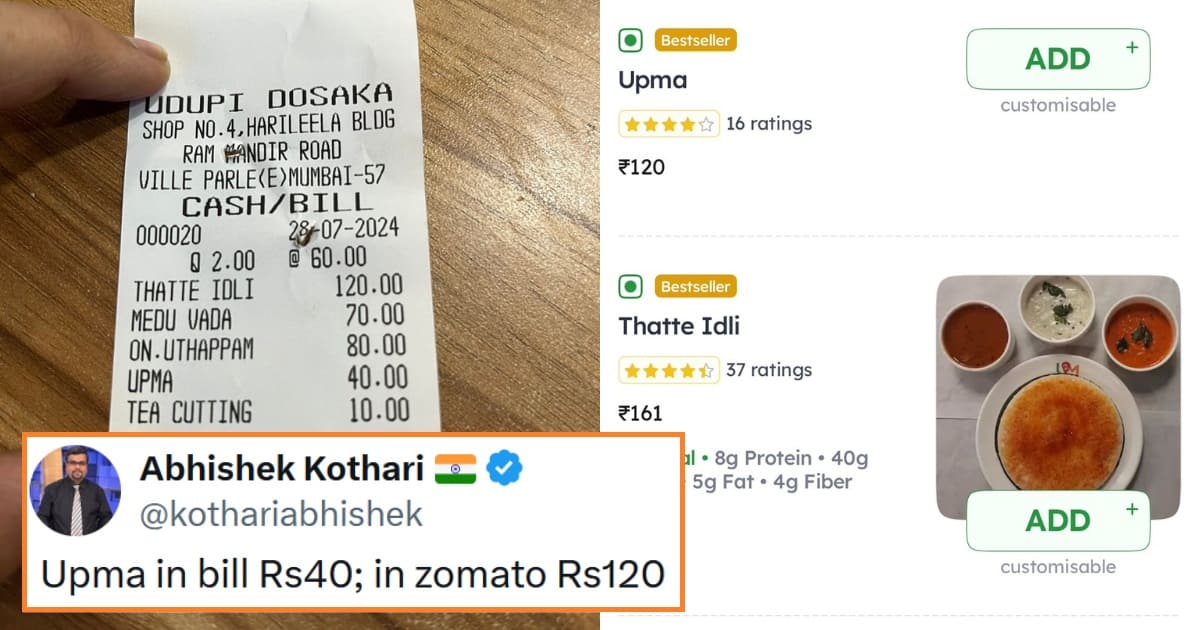 UDUPI DOSAKA
SHOP NO.4,HARILEELA BLDG
RAM MANDIR ROAD
VILLE PARLE(E)MUMBAI-57
CASH/BILL
000020 28-07-2024
Q 2.00 @ 60.00
THATTE IDLI 120.00
MEDU VADA 70.00
ON.UTHAPPAM 80.00
UPMA 40.00
TEA CUTTING 10.00
Abhishek Kothari
@kothariabhishek
Upma in bill Rs40; in zomato Rs120
Bestseller
Upma
16 ratings
₹120
ADD +
customisable
Bestseller
Thatte Idli
37 ratings
₹161
• 8g Protein • 40g
5g Fat • 4g Fiber
ADD +
customisable